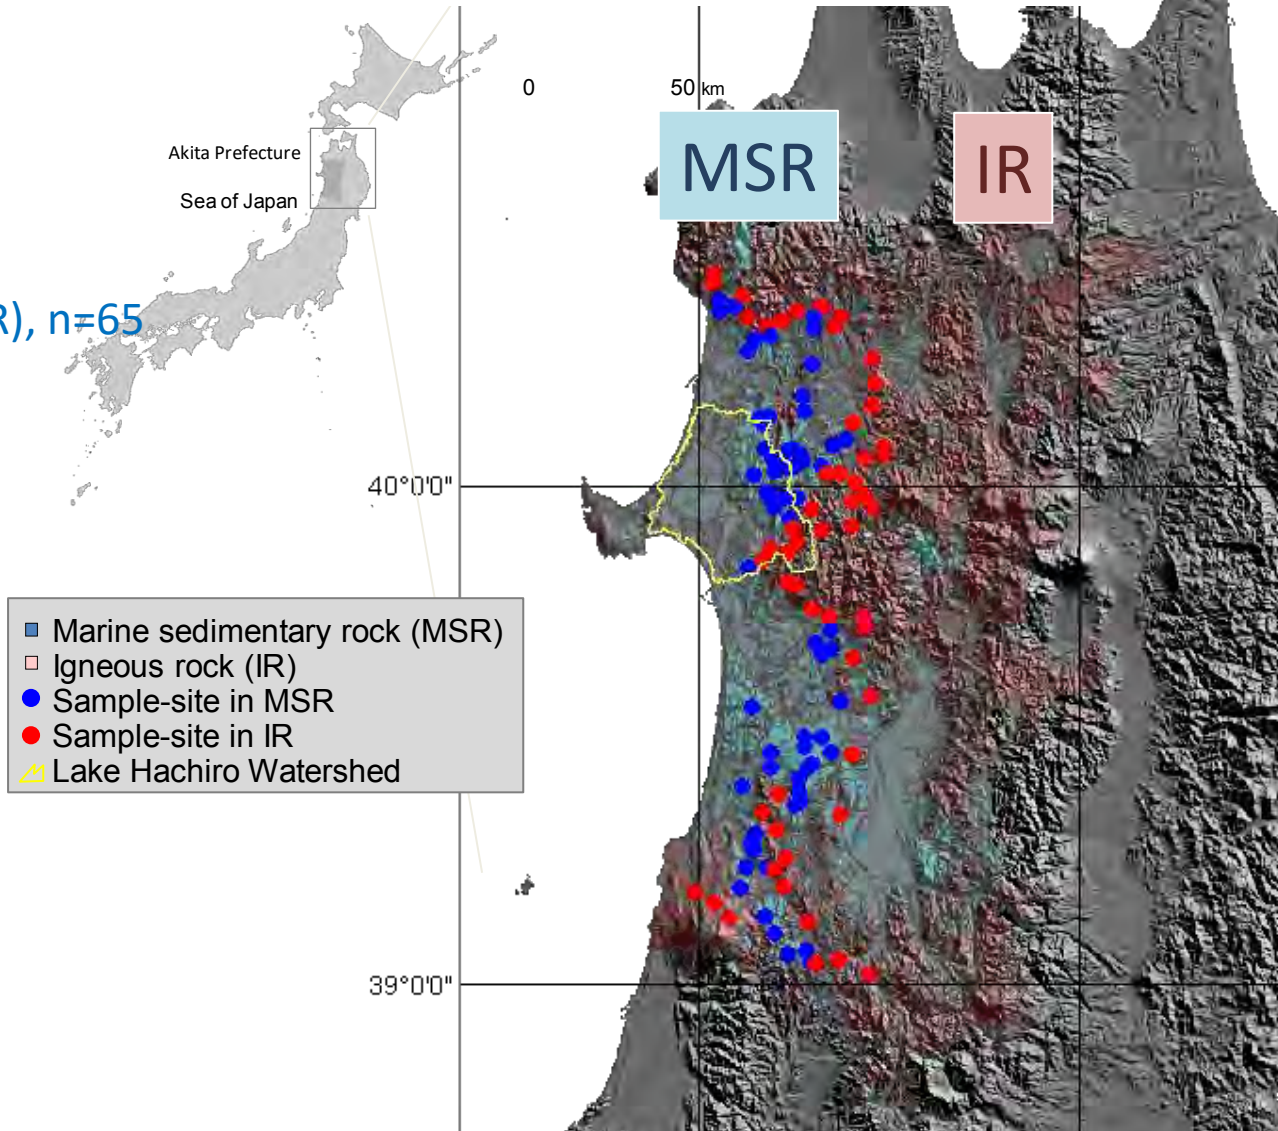 0
50 km
Akita Prefecture
MSR
IR
Sea of Japan
R), n=65
40°0'0"
Marine sedimentary rock (MSR)
Igneous rock (IR)
Sample-site in MSR
Sample-site in IR
Lake Hachiro Watershed
39°0'0"